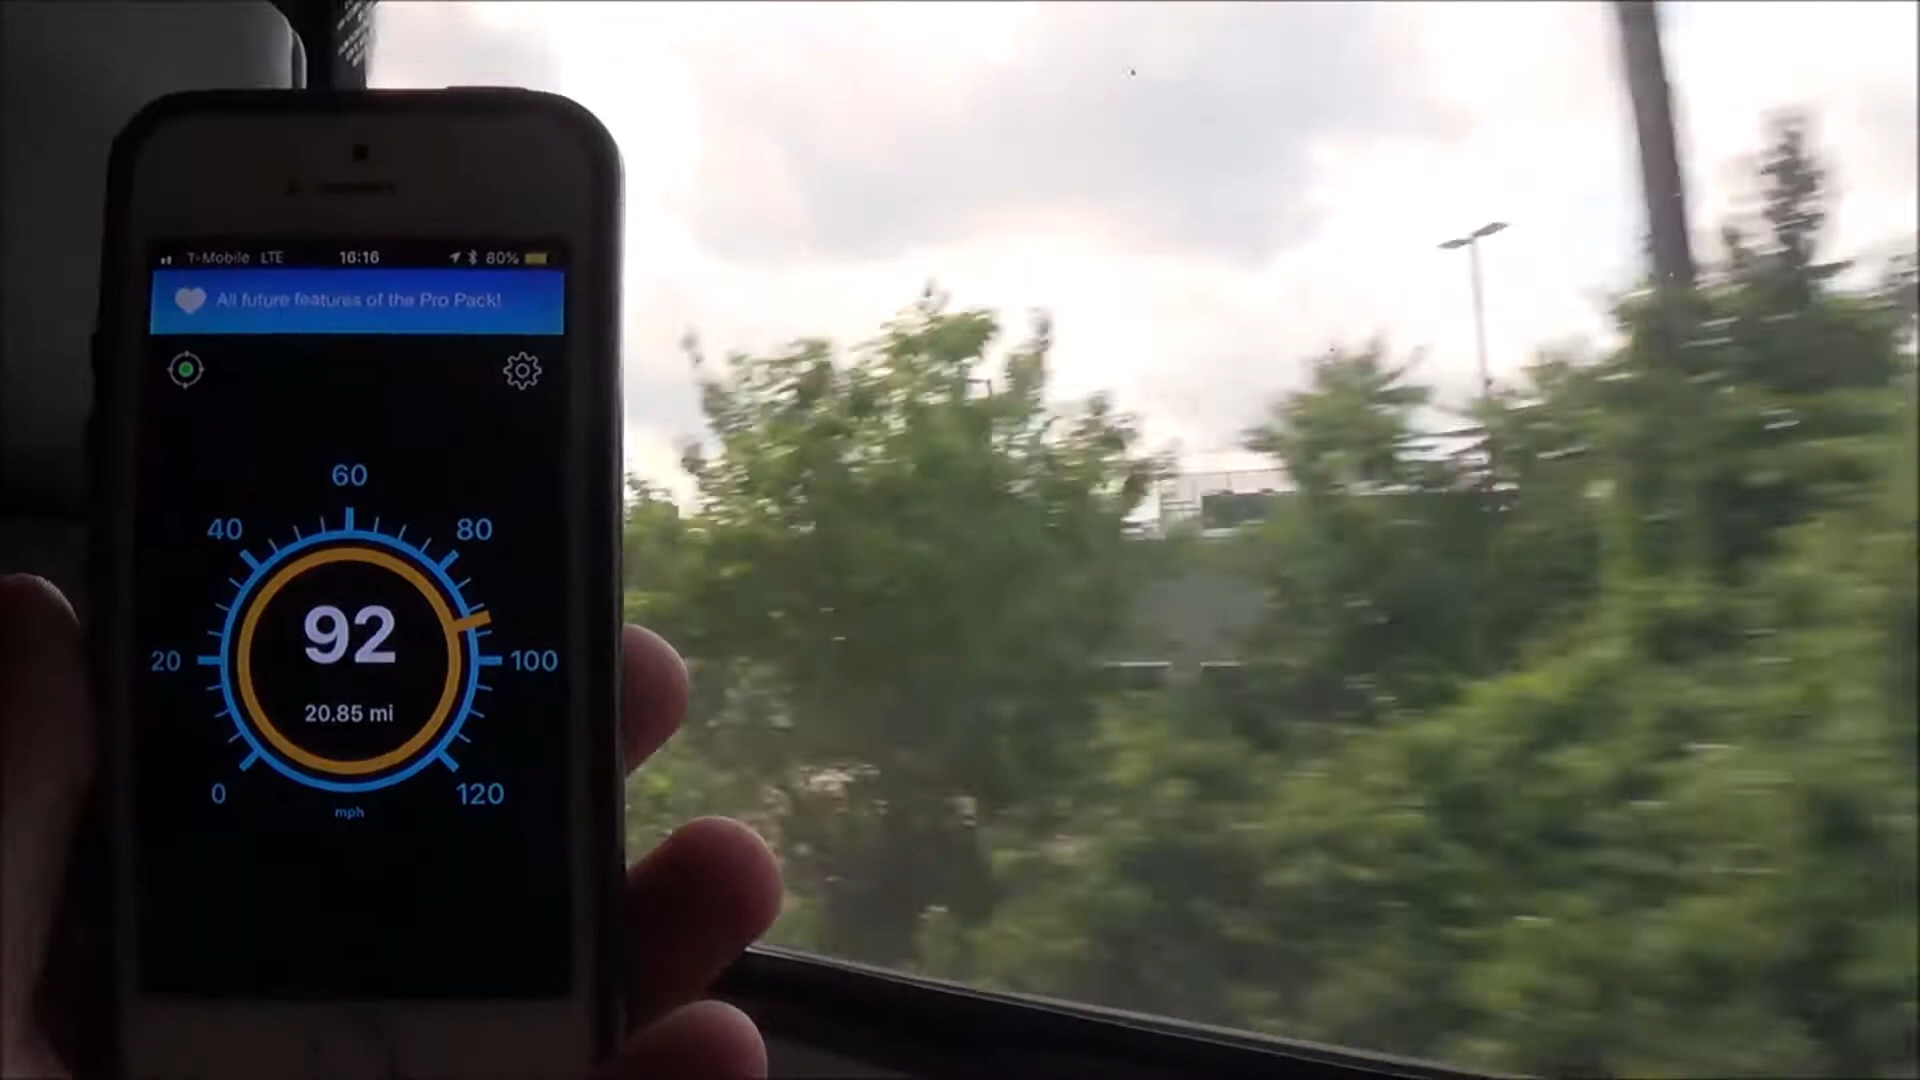 T-Mobile LTE 16:16 80%
All future features of the Pro Pack!
60
40 80
92
20 100
20.85 mi
0 120
mph